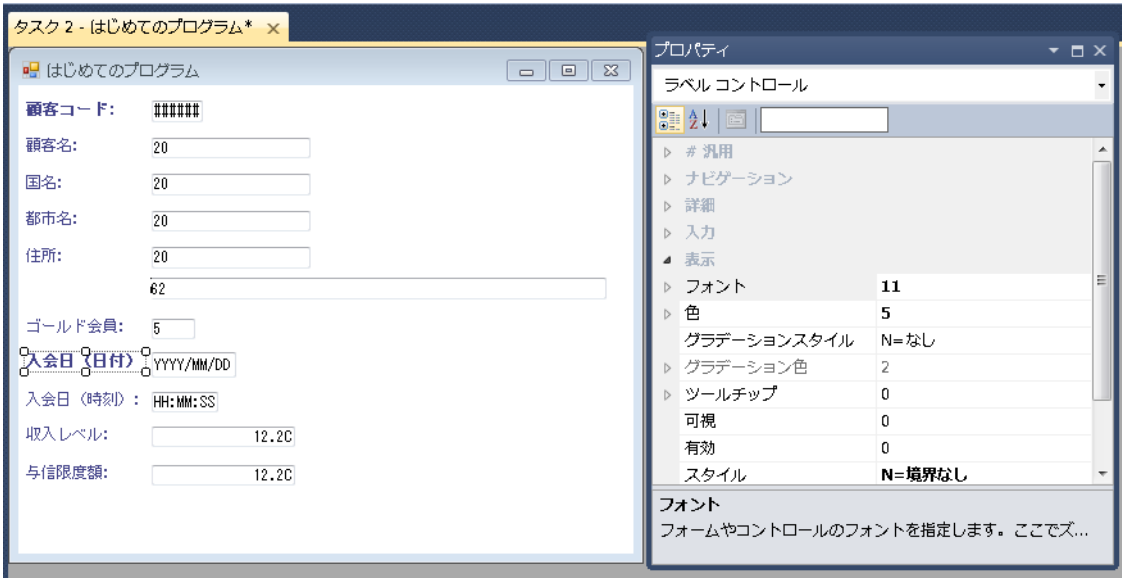 タスク 2 - はじめてのプログラム*
はじめてのプログラム
顧客コード: ######
顧客名: 20
国名: 20
都市名: 20
住所: 20
62
ゴールド会員: 5
入会日（日付） YYYY/MM/DD
入会日（時刻）: HH:MM:SS
収入レベル: 12.2C
与信限度額: 12.2C
プロパティ
ラベル コントロール
# 汎用
ナビゲーション
詳細
入力
表示
フォント 11
色 5
グラデーションスタイル N=なし
グラデーション色 2
ツールチップ 0
可視 0
有効 0
スタイル N=境界なし
フォント
フォームやコントロールのフォントを指定します。ここでズ...